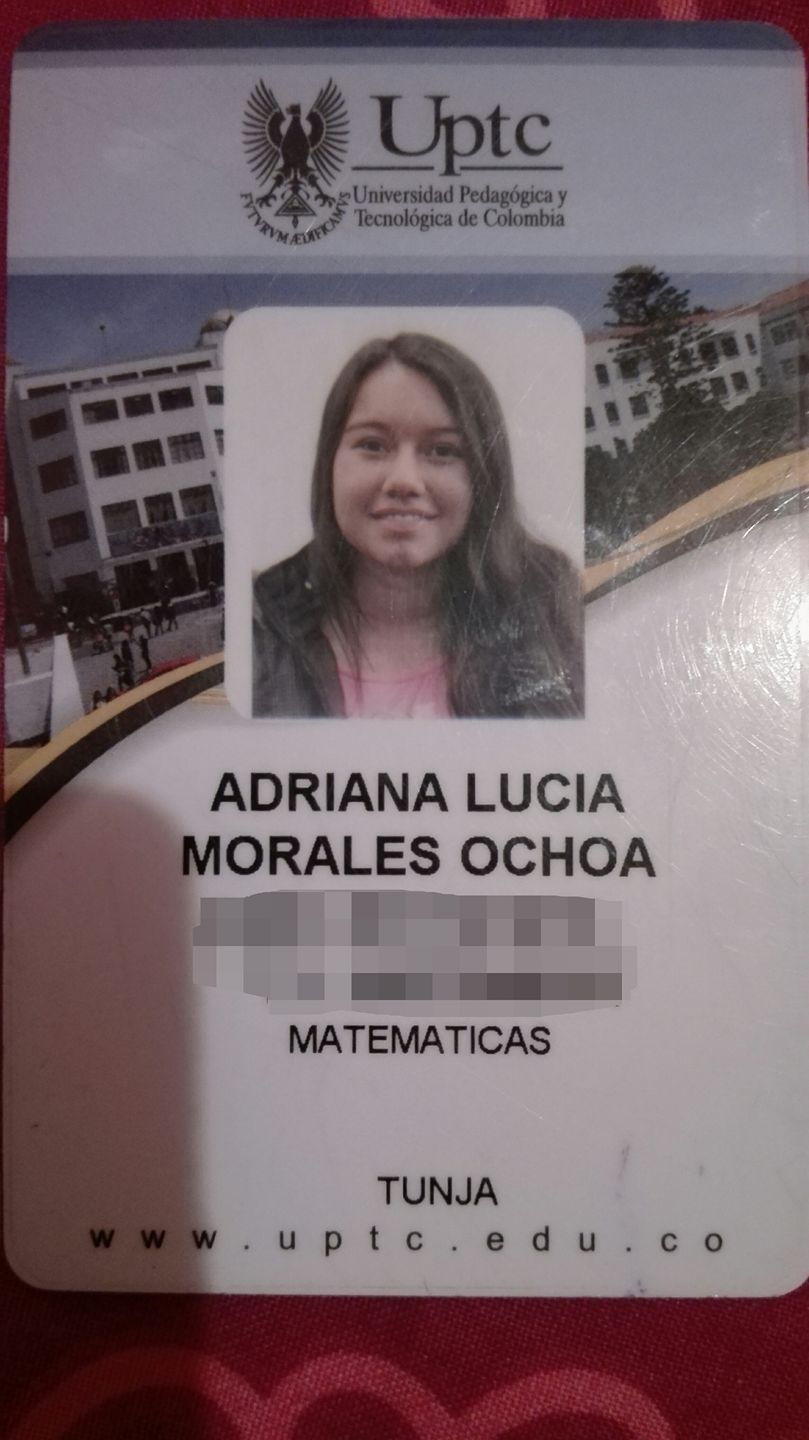 Uptc
Universidad Pedagógica y
Tecnológica de Colombia
FVTVRVM ÆDIFICAMVS
ADRIANA LUCIA
MORALES OCHOA
MATEMATICAS
TUNJA
www.uptc.edu.co